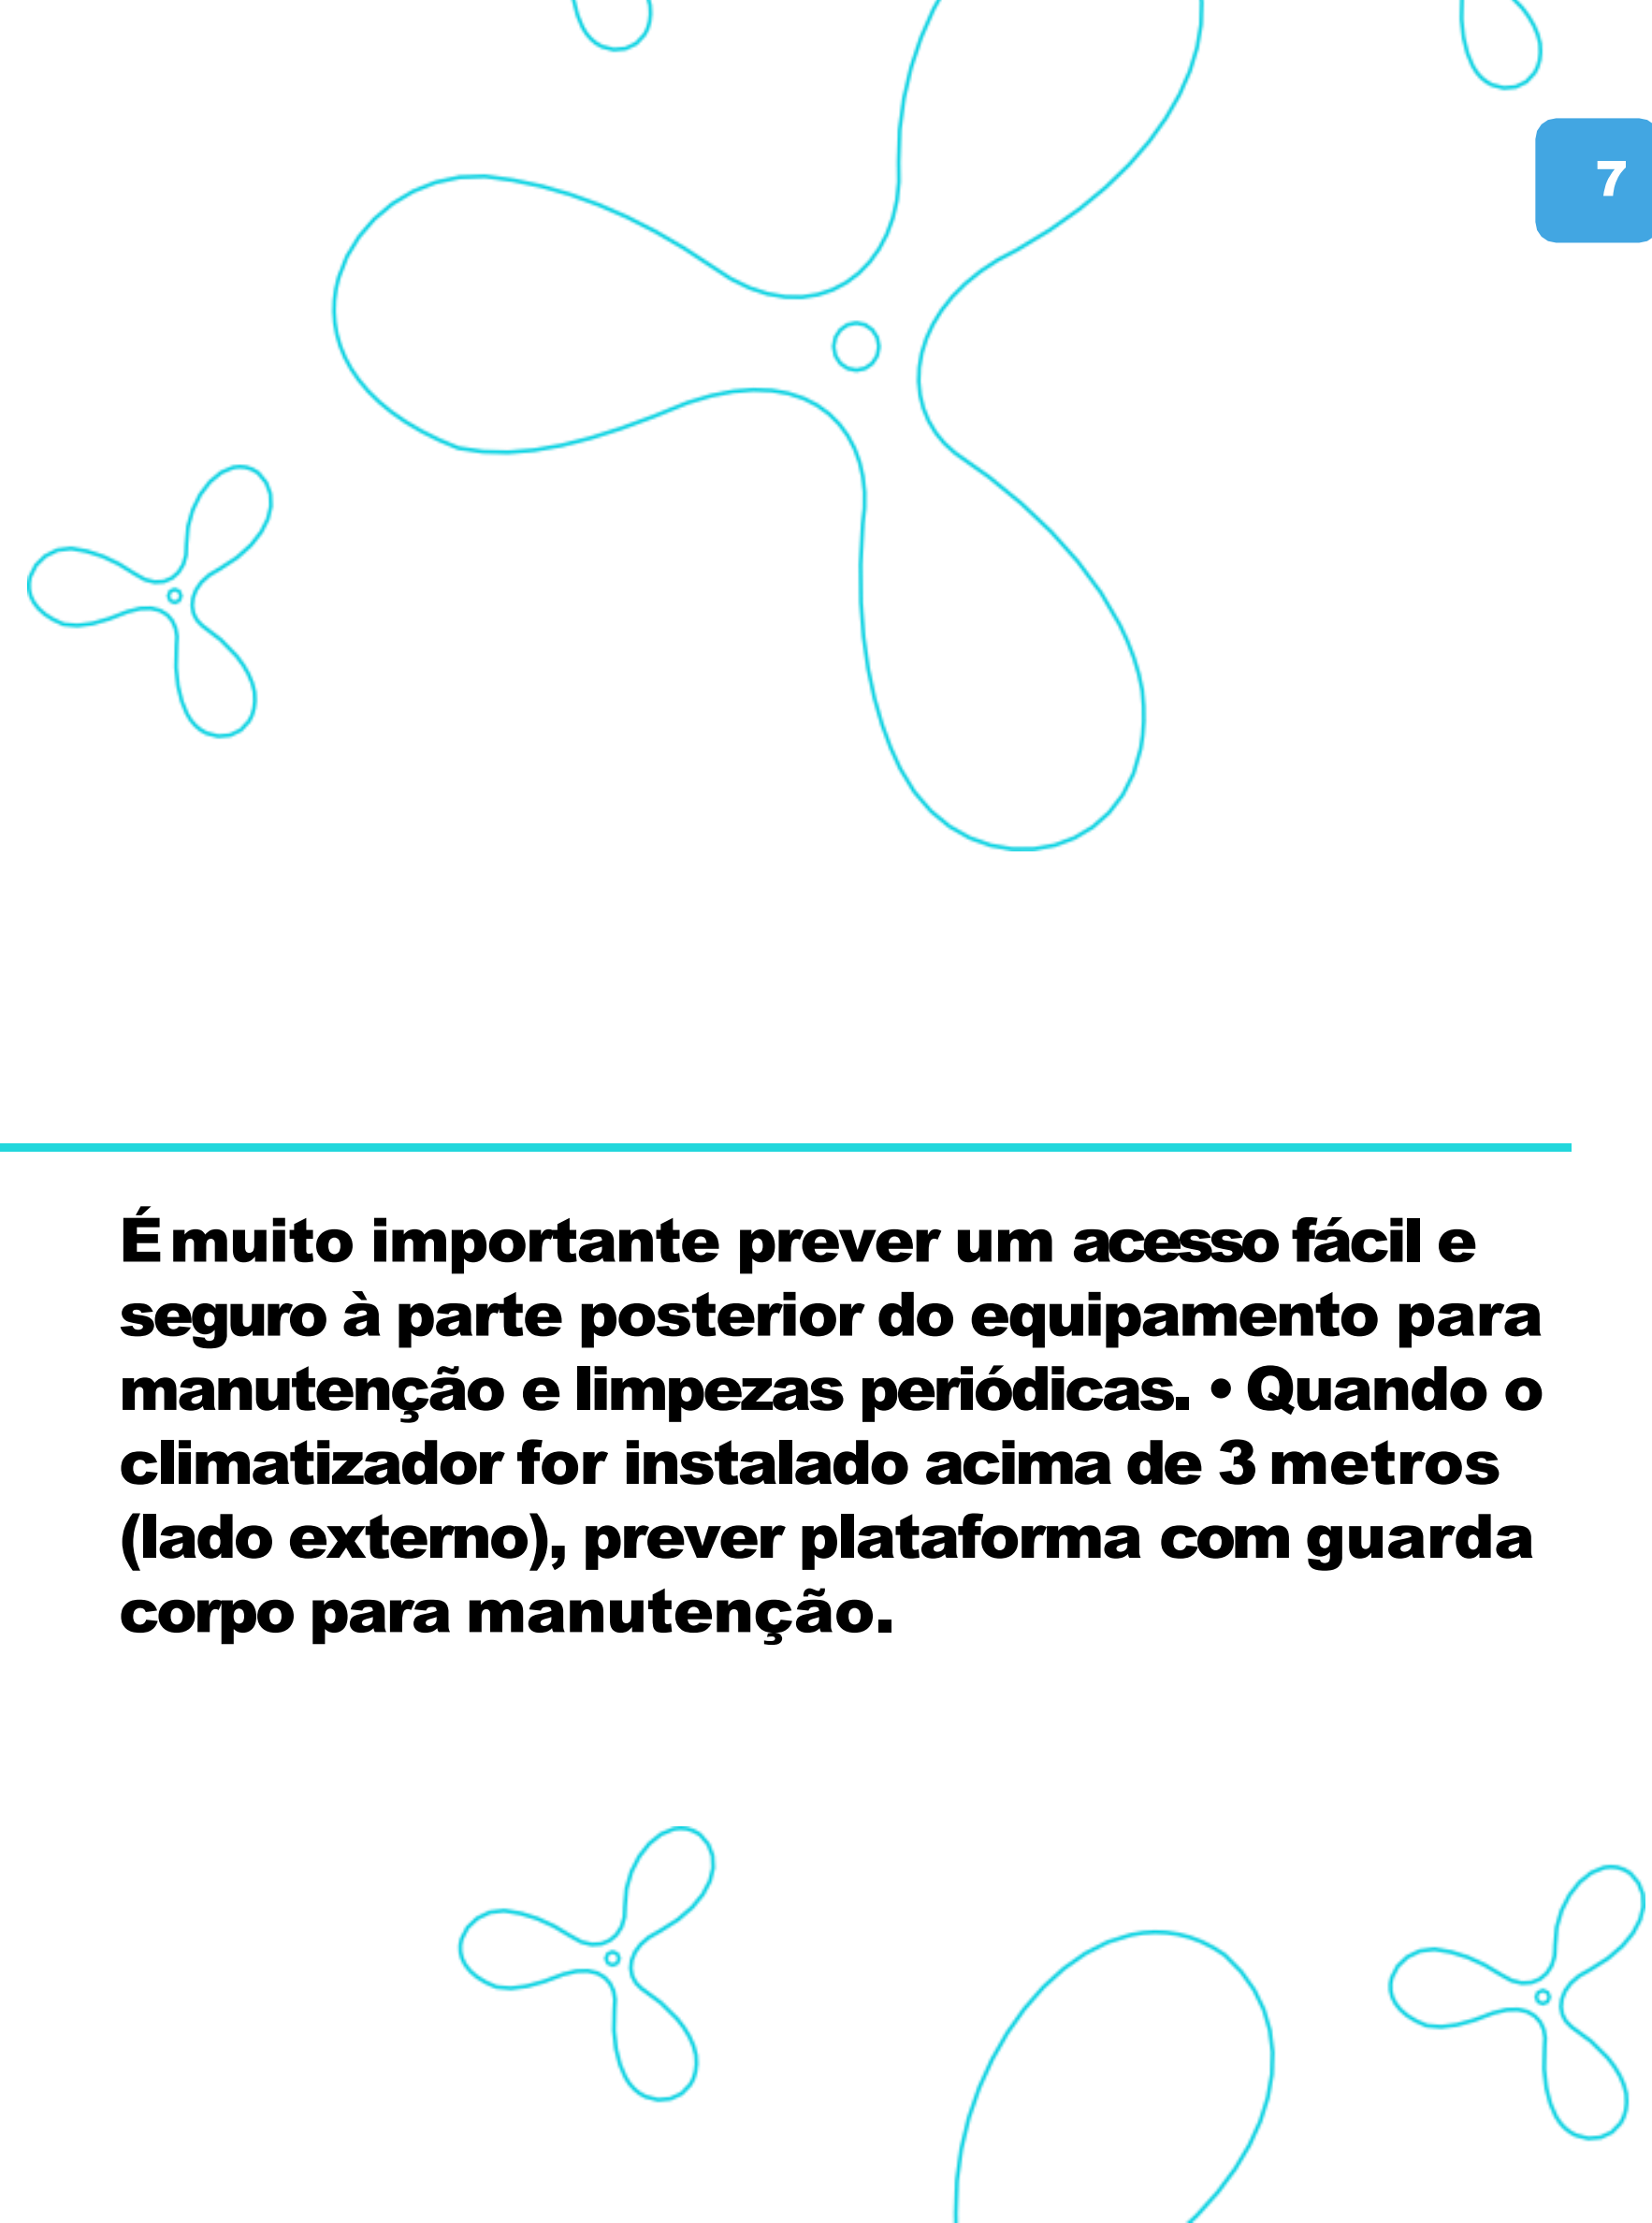 7
É muito importante prever um acesso fácil e
seguro à parte posterior do equipamento para
manutenção e limpezas periódicas. • Quando o
climatizador for instalado acima de 3 metros
(lado externo), prever plataforma com guarda
corpo para manutenção.